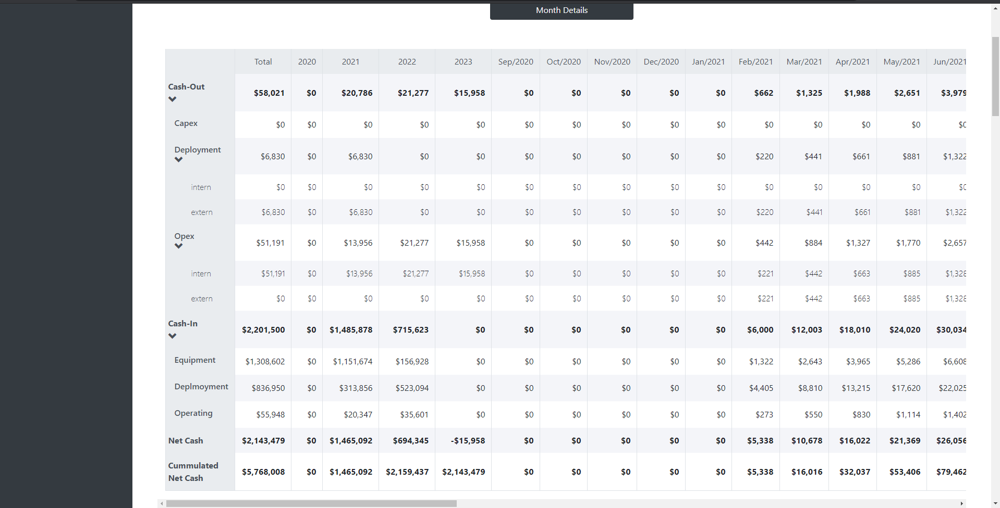 Month Details
Total 2020 2021 2022 2023 Sep/2020 Oct/2020 Nov/2020 Dec/2020 Jan/2021 Feb/2021 Mar/2021 Apr/2021 May/2021 Jun/2021
Cash-Out $58,021 $0 $20,786 $21,277 $15,958 $0 $0 $0 $0 $0 $662 $1,325 $1,988 $2,651 $3,979
Capex $0 $0 $0 $0 $0 $0 $0 $0 $0 $0 $0 $0 $0 $0 $0
Deployment $6,830 $0 $6,830 $0 $0 $0 $0 $0 $0 $0 $220 $441 $661 $881 $1,322
intern $0 $0 $0 $0 $0 $0 $0 $0 $0 $0 $0 $0 $0 $0 $0
extern $6,830 $0 $6,830 $0 $0 $0 $0 $0 $0 $0 $220 $441 $661 $881 $1,322
Opex $51,191 $0 $13,956 $21,277 $15,958 $0 $0 $0 $0 $0 $442 $884 $1,327 $1,770 $2,657
intern $51,191 $0 $13,956 $21,277 $15,958 $0 $0 $0 $0 $0 $221 $442 $663 $885 $1,328
extern $0 $0 $0 $0 $0 $0 $0 $0 $0 $0 $221 $442 $663 $885 $1,328
Cash-In $2,201,500 $0 $1,485,878 $715,623 $0 $0 $0 $0 $0 $0 $6,000 $12,003 $18,010 $24,020 $30,034
Equipment $1,308,602 $0 $1,151,674 $156,928 $0 $0 $0 $0 $0 $0 $1,322 $2,643 $3,965 $5,286 $6,608
Deplmoyment $836,950 $0 $313,856 $523,094 $0 $0 $0 $0 $0 $0 $4,405 $8,810 $13,215 $17,620 $22,025
Operating $55,948 $0 $20,347 $35,601 $0 $0 $0 $0 $0 $0 $273 $550 $830 $1,114 $1,402
Net Cash $2,143,479 $0 $1,465,092 $694,345 -$15,958 $0 $0 $0 $0 $0 $5,338 $10,678 $16,022 $21,369 $26,056
Cummulated
Net Cash $5,768,008 $0 $1,465,092 $2,159,437 $2,143,479 $0 $0 $0 $0 $0 $5,338 $16,016 $32,037 $53,406 $79,462